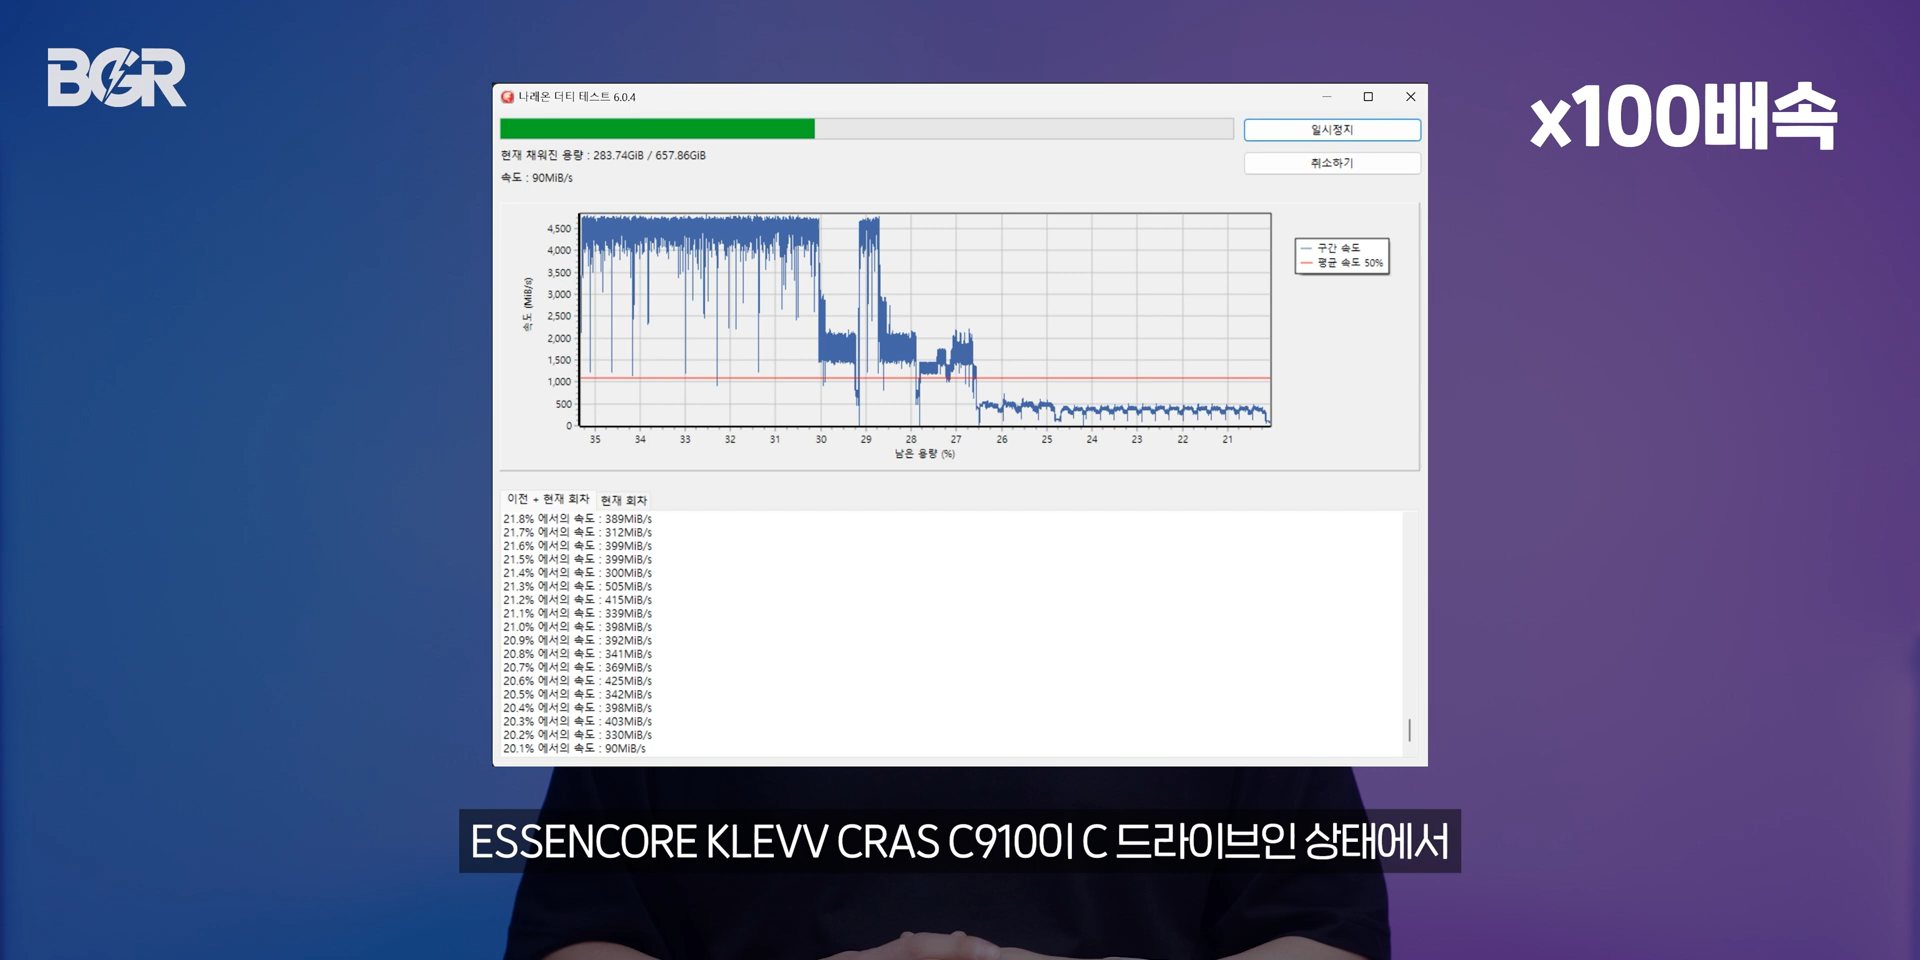 BGR
x100배속
나래온 더티 테스트 6.0.4
일시정지
현재 채워진 용량 : 283.74GiB / 657.86GiB
취소하기
속도 : 90MiB/s
속도 (MiB/s)
4,500
4,000
3,500
3,000
2,500
2,000
1,500
1,000
500
0
35 34 33 32 31 30 29 28 27 26 25 24 23 22 21
남은 용량 (%)
구간 속도
평균 속도 50%
이전 + 현재 회차 현재 회차
21.8% 에서의 속도 : 389MiB/s
21.7% 에서의 속도 : 312MiB/s
21.6% 에서의 속도 : 399MiB/s
21.5% 에서의 속도 : 399MiB/s
21.4% 에서의 속도 : 300MiB/s
21.3% 에서의 속도 : 505MiB/s
21.2% 에서의 속도 : 415MiB/s
21.1% 에서의 속도 : 339MiB/s
21.0% 에서의 속도 : 398MiB/s
20.9% 에서의 속도 : 392MiB/s
20.8% 에서의 속도 : 341MiB/s
20.7% 에서의 속도 : 369MiB/s
20.6% 에서의 속도 : 425MiB/s
20.5% 에서의 속도 : 342MiB/s
20.4% 에서의 속도 : 398MiB/s
20.3% 에서의 속도 : 403MiB/s
20.2% 에서의 속도 : 330MiB/s
20.1% 에서의 속도 : 90MiB/s
ESSENCORE KLEVV CRAS C910이 C 드라이브인 상태에서